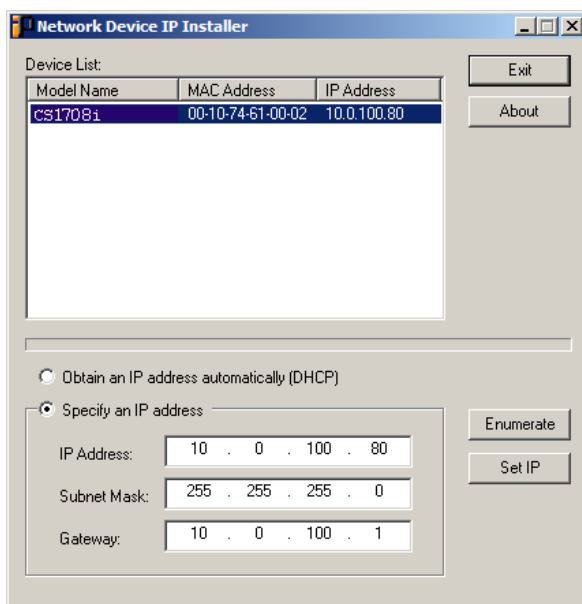 Network Device IP Installer
Device List:
Model Name MAC Address IP Address
CS1708i 00-10-74-61-00-02 10.0.100.80
Exit
About
Obtain an IP address automatically (DHCP)
Specify an IP address
IP Address: 10 . 0 . 100 . 80
Subnet Mask: 255 . 255 . 255 . 0
Gateway: 10 . 0 . 100 . 1
Enumerate
Set IP